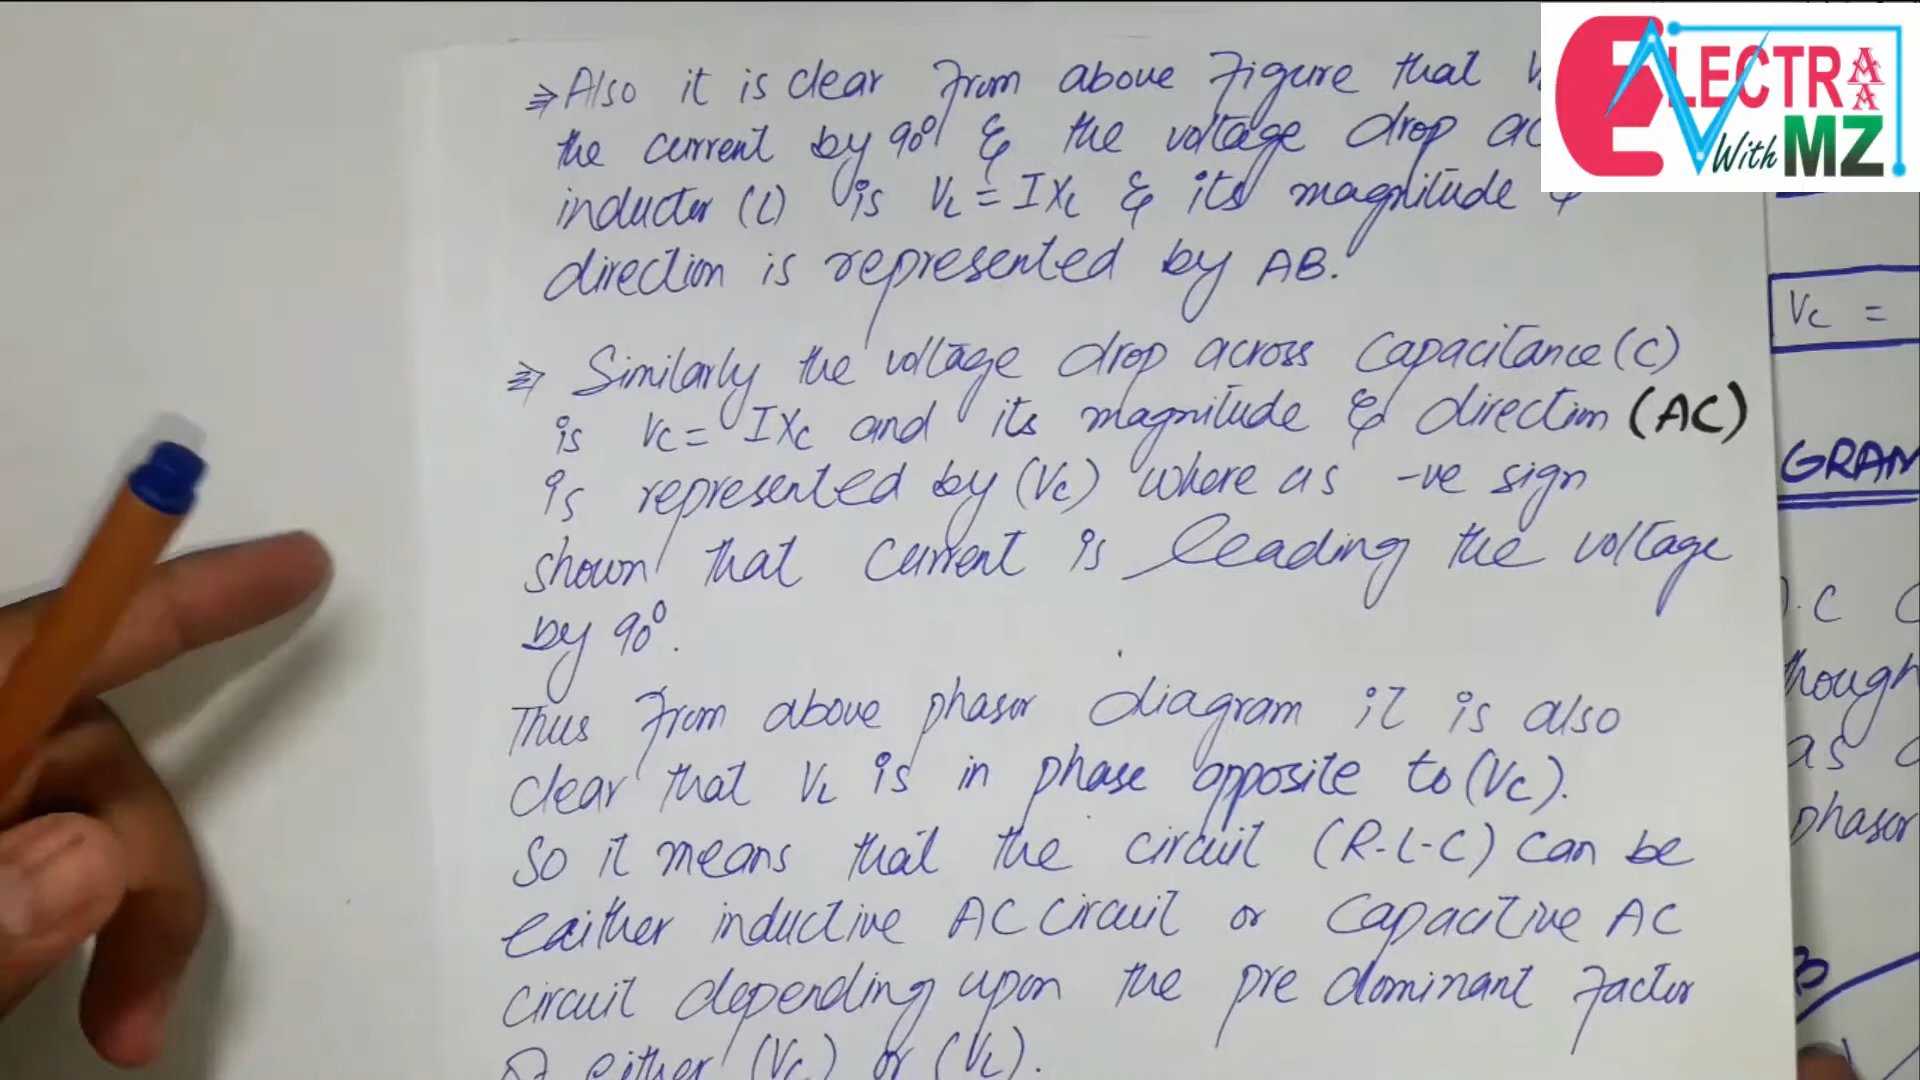 ELECTRAA
With MZ
⇒ Also it is clear from above Figure that V
the current by 90° & the voltage drop ac
inductor (L) is VL = IXL & its magnitude &
direction is represented by AB.
⇒ Similarly the voltage drop across Capacitance (C)
is Vc = IXc and its magnitude & direction (AC)
is represented by (Vc) where as -ve sign
shown that current is leading the voltage
by 90°.
Thus from above phasor diagram it is also
clear that VL is in phase opposite to (Vc).
So it means that the circuit (R-L-C) can be
eaither inductive AC circuit or Capacitive AC
circuit depending upon the pre dominant factor
of either (Vc) or (VL).
Vc =
GRAM
.C C
though
as
phasor
B